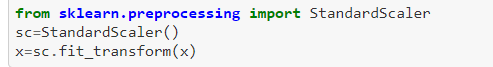 from sklearn.preprocessing import StandardScaler
sc=StandardScaler()
x=sc.fit_transform(x)